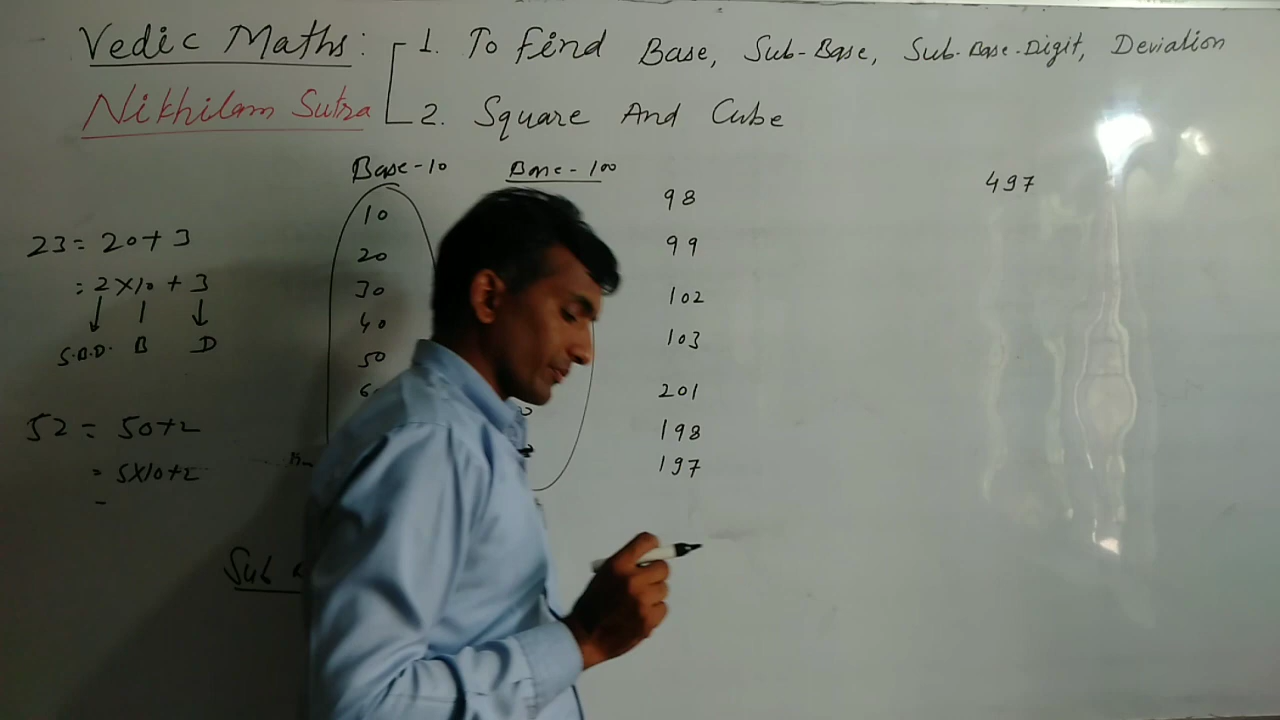 Vedic Maths: 1. To Find Base, Sub-Base, Sub-Base-Digit, Deviation
Nikhilam Sutra 2. Square And Cube
Base-10
10
20
30
40
50
Base-100
98
99
102
103
201
198
197
497
23 = 20+3
= 2×10+3
S.B.D. B D
52 = 50+2
= 5×10+2
=
Sub